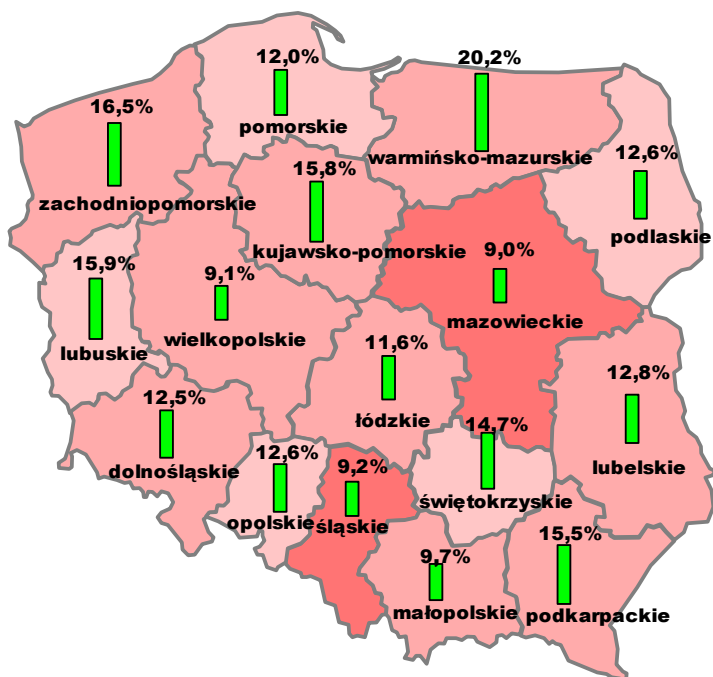 12,0%
pomorskie
20,2%
warmińsko-mazurskie
16,5%
zachodniopomorskie
12,6%
podlaskie
15,8%
kujawsko-pomorskie
9,0%
mazowieckie
15,9%
lubuskie
9,1%
wielkopolskie
11,6%
łódzkie
12,8%
lubelskie
12,5%
dolnośląskie
14,7%
świętokrzyskie
12,6%
opolskie
9,2%
śląskie
9,7%
małopolskie
15,5%
podkarpackie